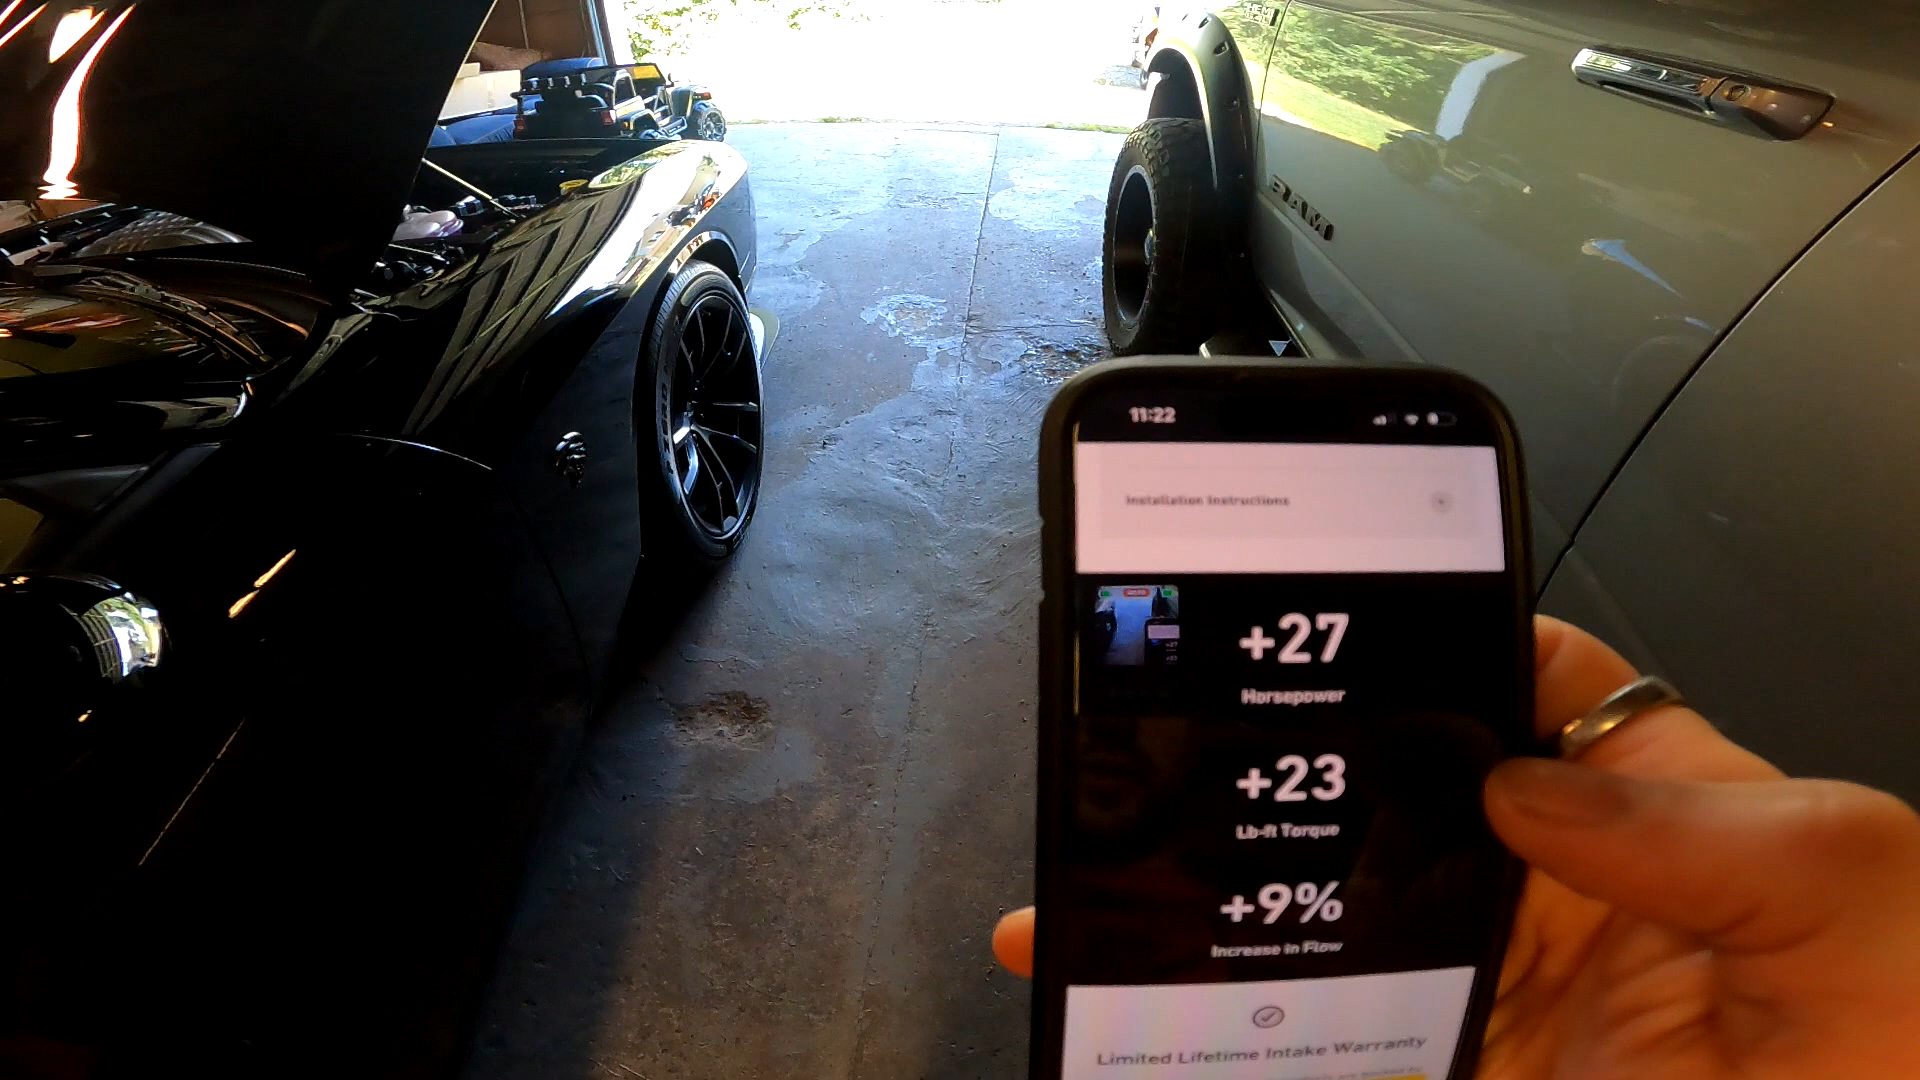 HEMI
RAM
11:22
Installation Instructions
+27
Horsepower
+23
Lb-ft Torque
+9%
Increase in Flow
Limited Lifetime Intake Warranty